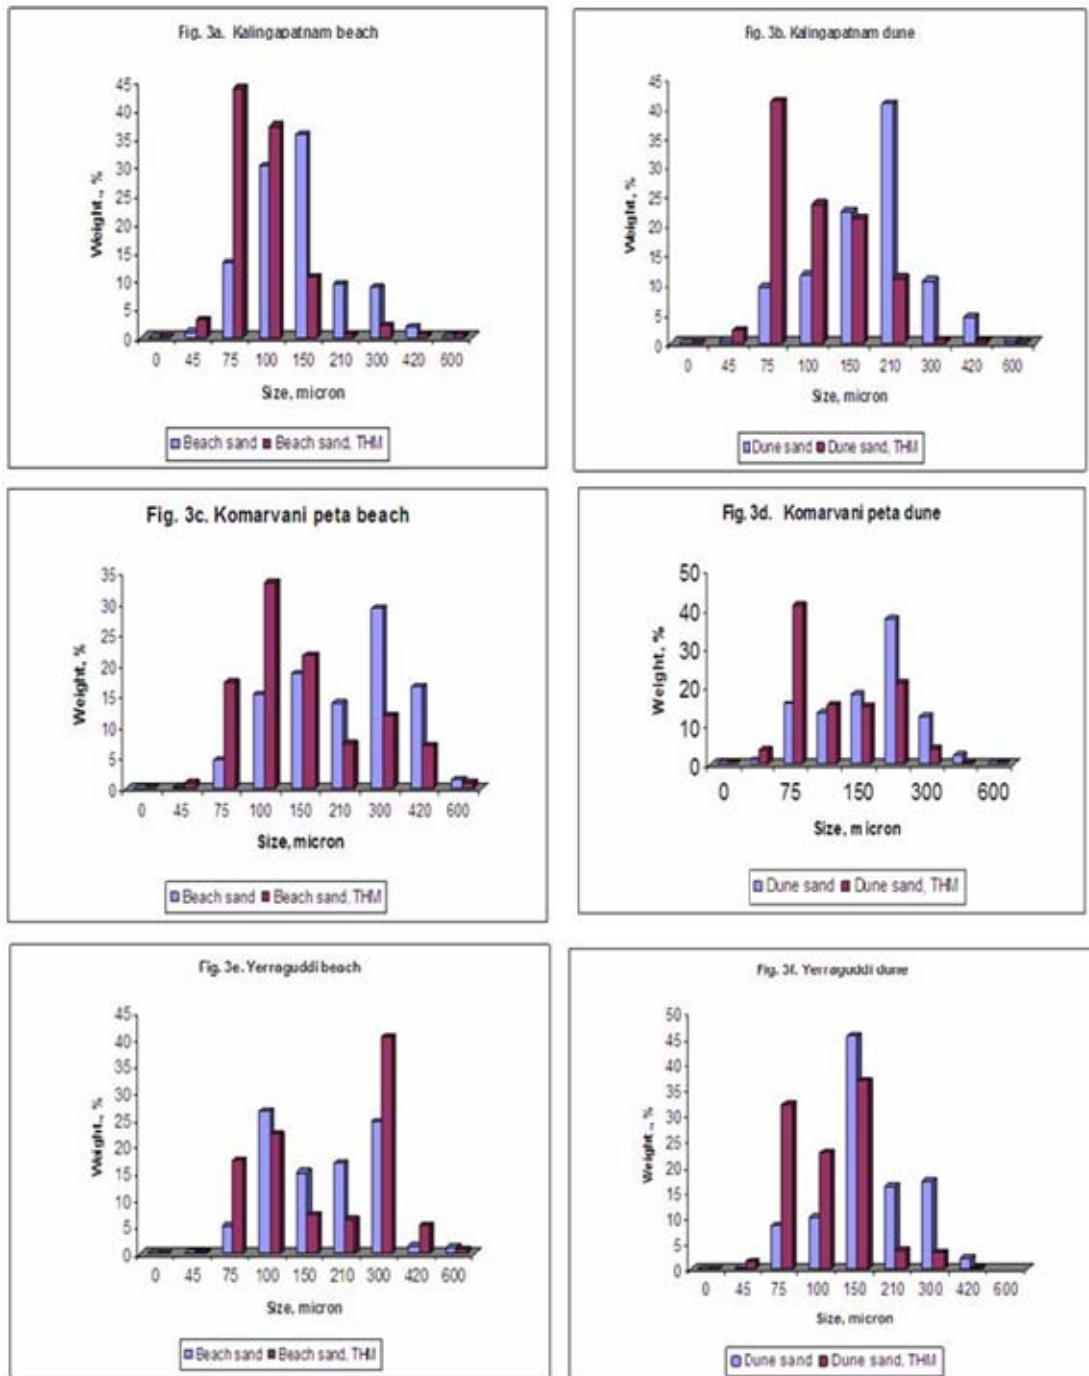 Fig. 3a. Kalingapatnam beach
45
40
35
30
25
20
15
10
5
0
Weight., %
0 45 75 100 150 210 300 420 600
Size, micron
Beach sand Beach sand, THM
Fig. 3b. Kalingapatnam dune
45
40
35
30
25
20
15
10
5
0
Weight, %
0 45 75 100 150 210 300 420 600
Size, micron
Dune sand Dune sand, THM
Fig. 3c. Komarvani peta beach
35
30
25
20
15
10
5
0
Weight, %
0 45 75 100 150 210 300 420 600
Size, micron
Beach sand Beach sand, THM
Fig. 3d. Komarvani peta dune
50
40
30
20
10
0
Weight, %
0 75 150 300 600
Size, micron
Dune sand Dune sand, THM
Fig. 3e. Yerraguddi beach
45
40
35
30
25
20
15
10
5
0
Weight., %
0 45 75 100 150 210 300 420 600
Size, micron
Beach sand Beach sand, THM
Fig. 3f. Yerraguddi dune
50
45
40
35
30
25
20
15
10
5
0
Weight., %
0 45 75 100 150 210 300 420 600
Size, micron
Dune sand Dune sand, THM